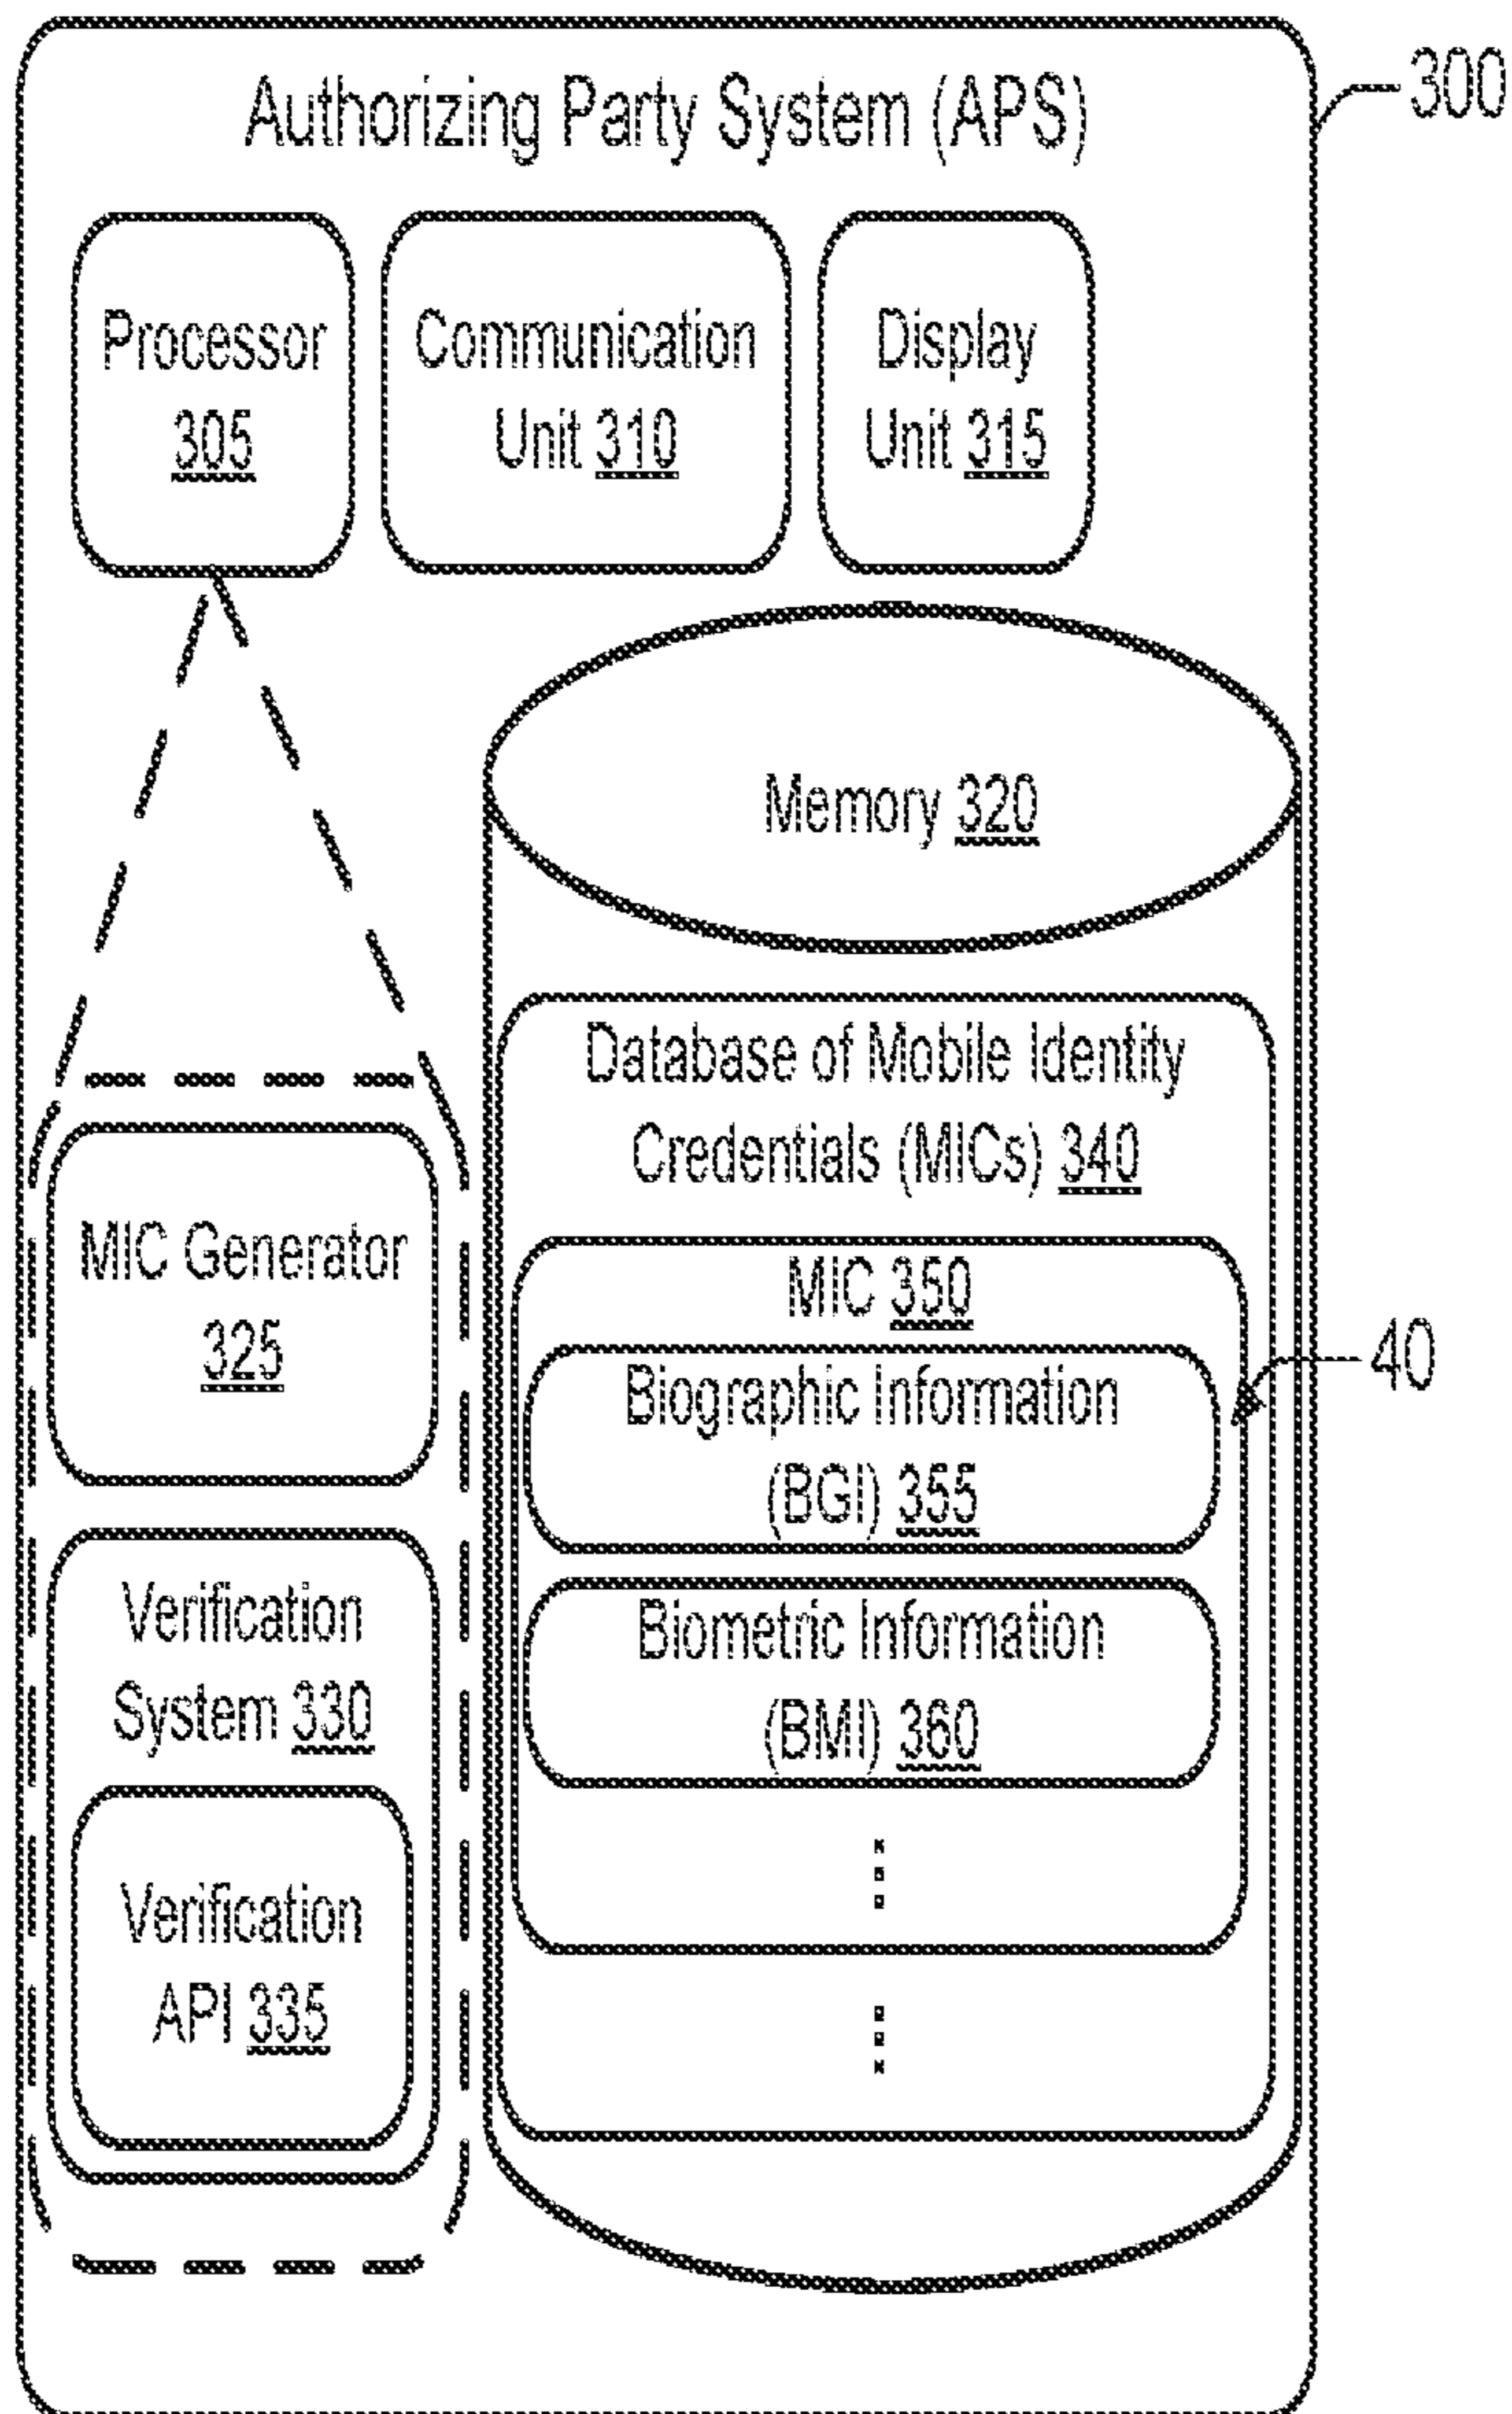 Authorizing Party System (APS)
300
Processor
305
Communication
Unit 310
Display
Unit 315
Memory 320
Database of Mobile Identity
Credentials (MICs) 340
MIC 350
Biographic Information
(BGI) 355
40
Biometric Information
(BMI) 360
MIC Generator
325
Verification
System 330
Verification
API 335